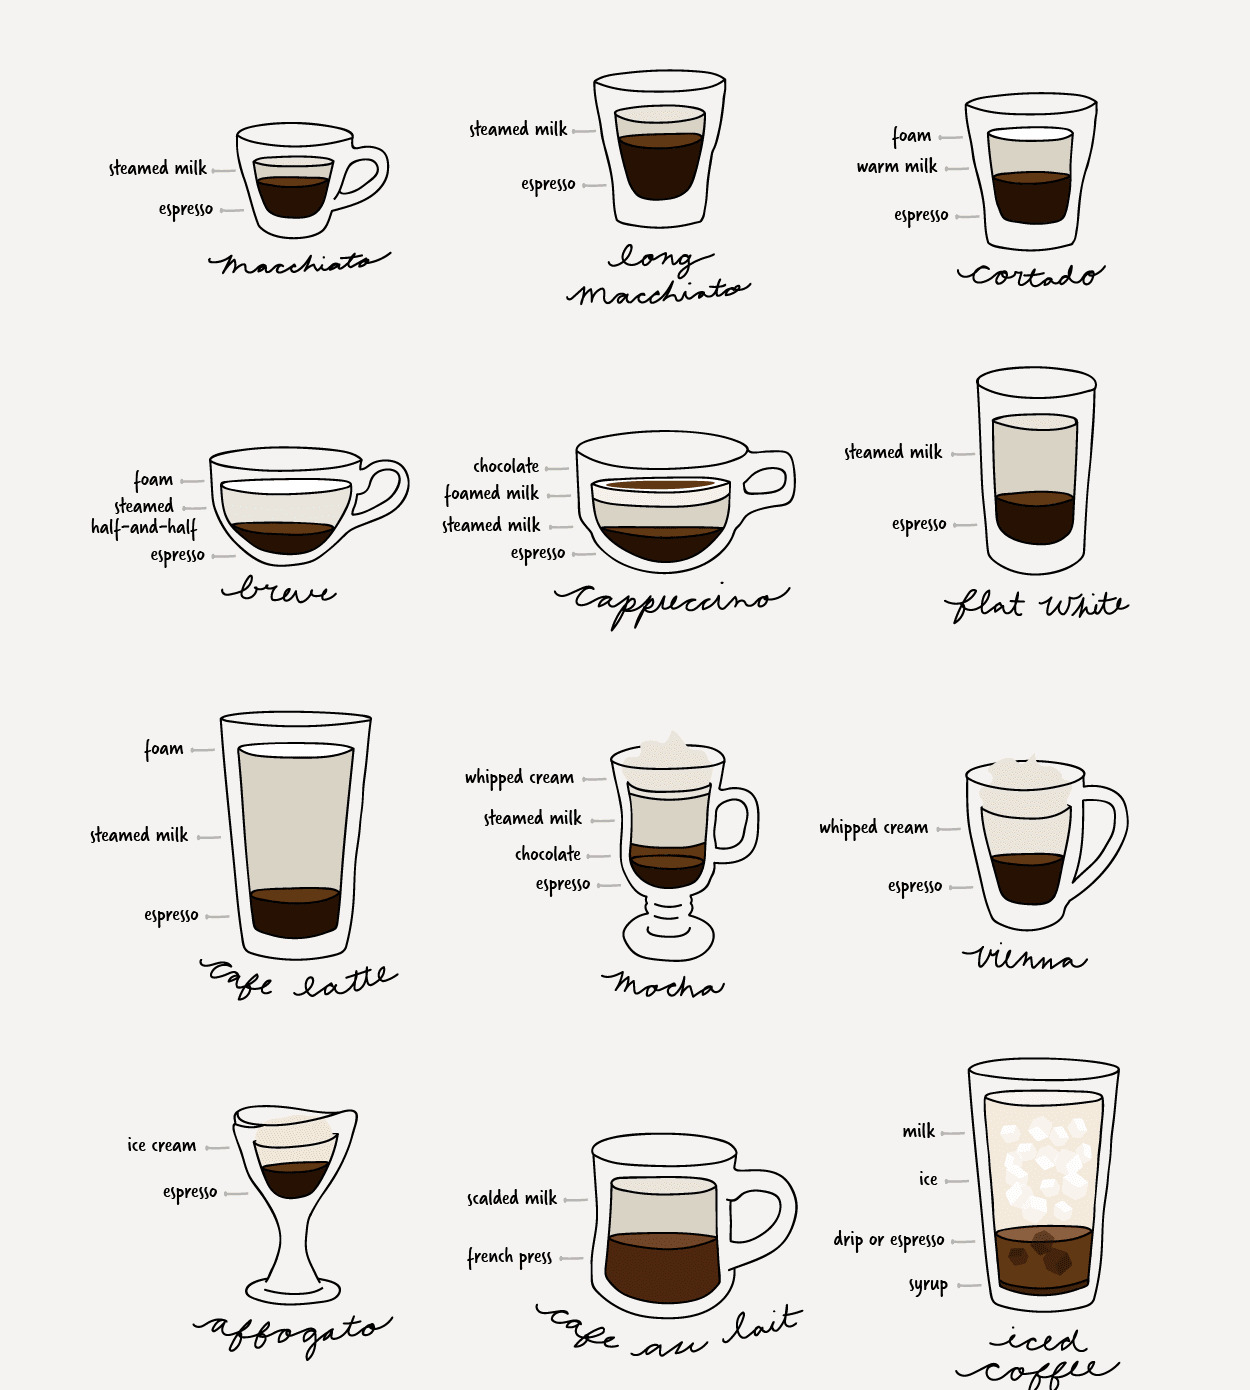 steamed milk
espresso
macchiato
steamed milk
espresso
long
macchiato
foam
warm milk
espresso
cortado
foam
steamed
half-and-half
espresso
breve
chocolate
foamed milk
steamed milk
espresso
cappuccino
steamed milk
espresso
flat white
foam
steamed milk
espresso
cafe latte
whipped cream
steamed milk
chocolate
espresso
mocha
whipped cream
espresso
vienna
ice cream
espresso
affogato
scalded milk
french press
cafe au lait
milk
ice
drip or espresso
syrup
iced
coffee